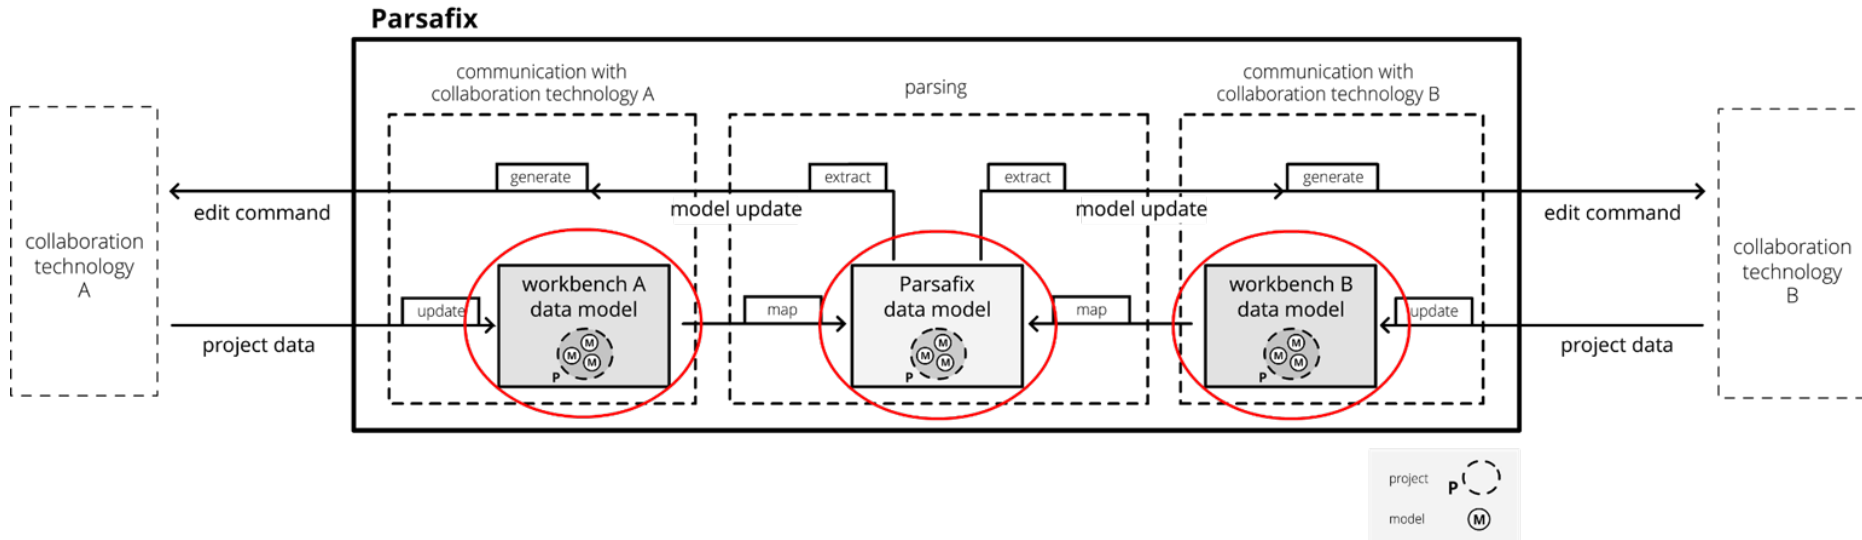 Parsafix
communication with
collaboration technology A
parsing
communication with
collaboration technology B
generate
extract
extract
generate
edit command
model update
model update
edit command
collaboration
technology
A
collaboration
technology
B
workbench A
data model
Parsafix
data model
workbench B
data model
update
map
map
update
project data
project data
M
M
M
P
M
M
M
P
M
M
M
P
project
P
model
M